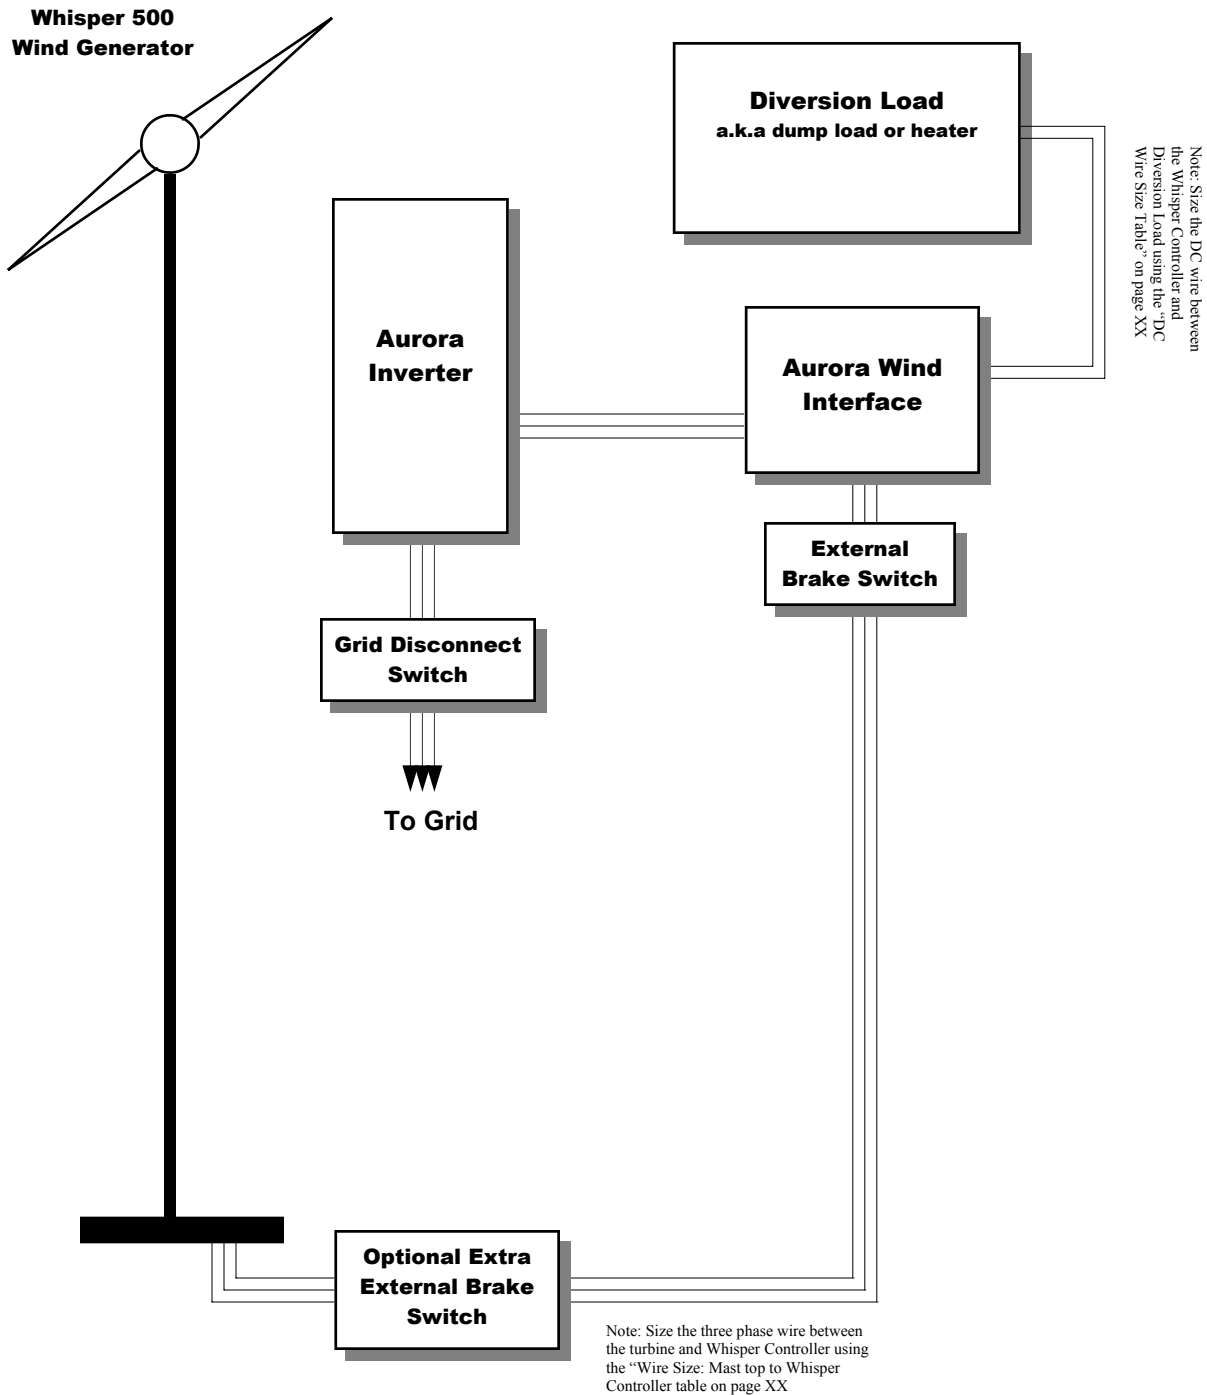 Whisper 500
Wind Generator
Diversion Load
a.k.a dump load or heater
Note: Size the DC wire between
the Whisper Controller and
Diversion Load using the “DC
Wire Size Table” on page XX
Aurora
Inverter
Aurora Wind
Interface
External
Brake Switch
Grid Disconnect
Switch
To Grid
Optional Extra
External Brake
Switch
Note: Size the three phase wire between
the turbine and Whisper Controller using
the “Wire Size: Mast top to Whisper
Controller table on page XX